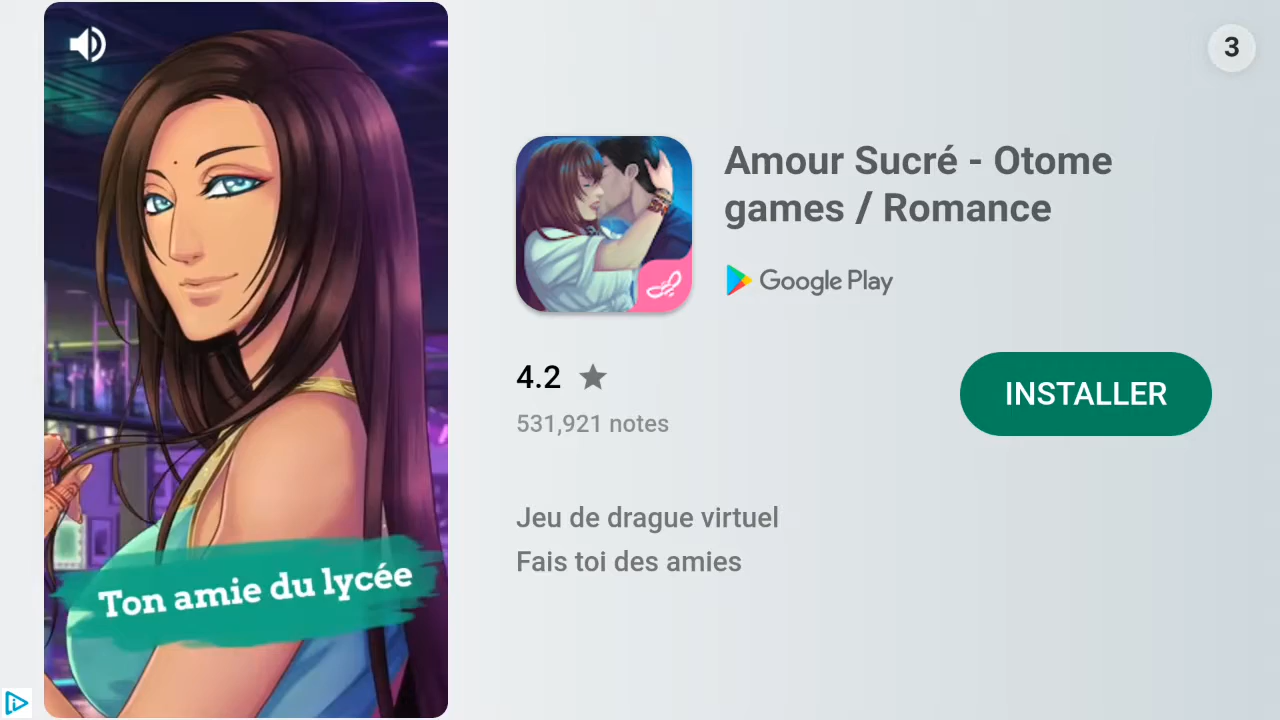 3
Amour Sucré - Otome
games / Romance
Google Play
4.2
531,921 notes
INSTALLER
Jeu de drague virtuel
Fais toi des amies
Ton amie du lycée